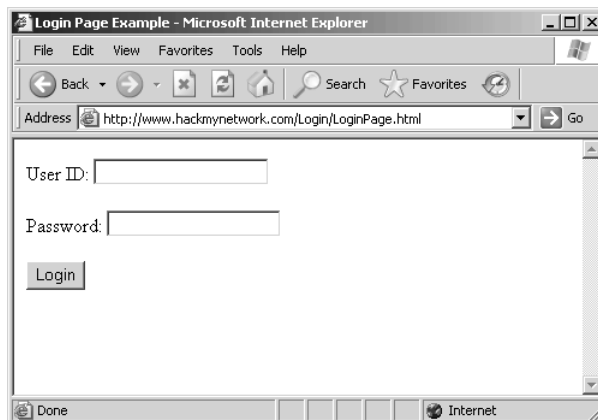 Login Page Example - Microsoft Internet Explorer
File Edit View Favorites Tools Help
Back Search Favorites
Address http://www.hackmynetwork.com/Login/LoginPage.html Go
User ID:
Password:
Login
Done Internet